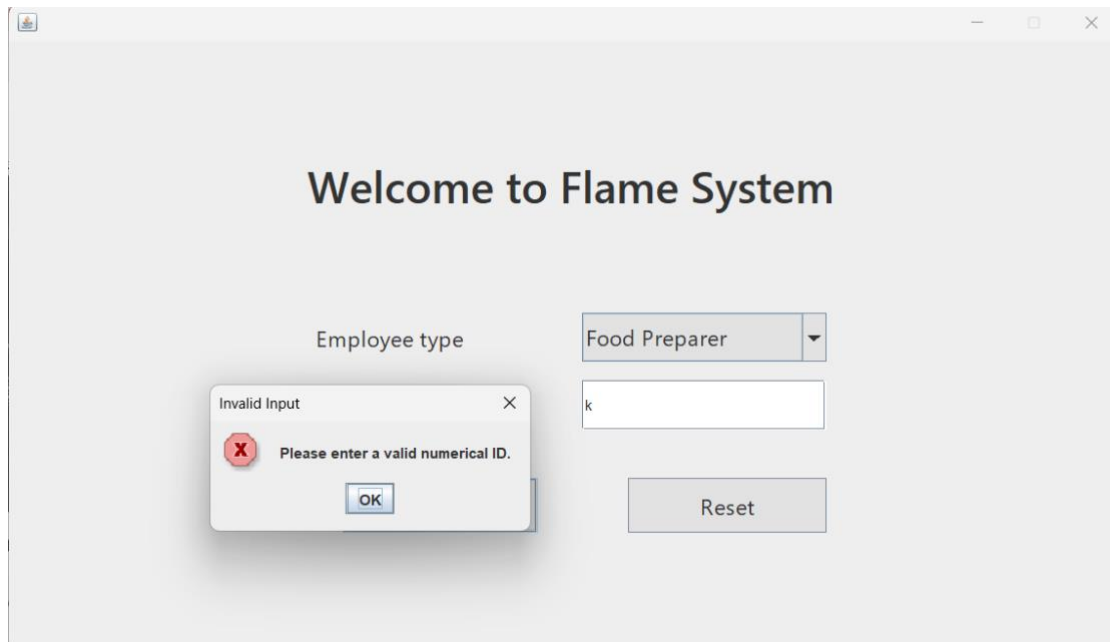 Welcome to Flame System
Employee type
Food Preparer
Invalid Input
k
Please enter a valid numerical ID.
OK
Reset